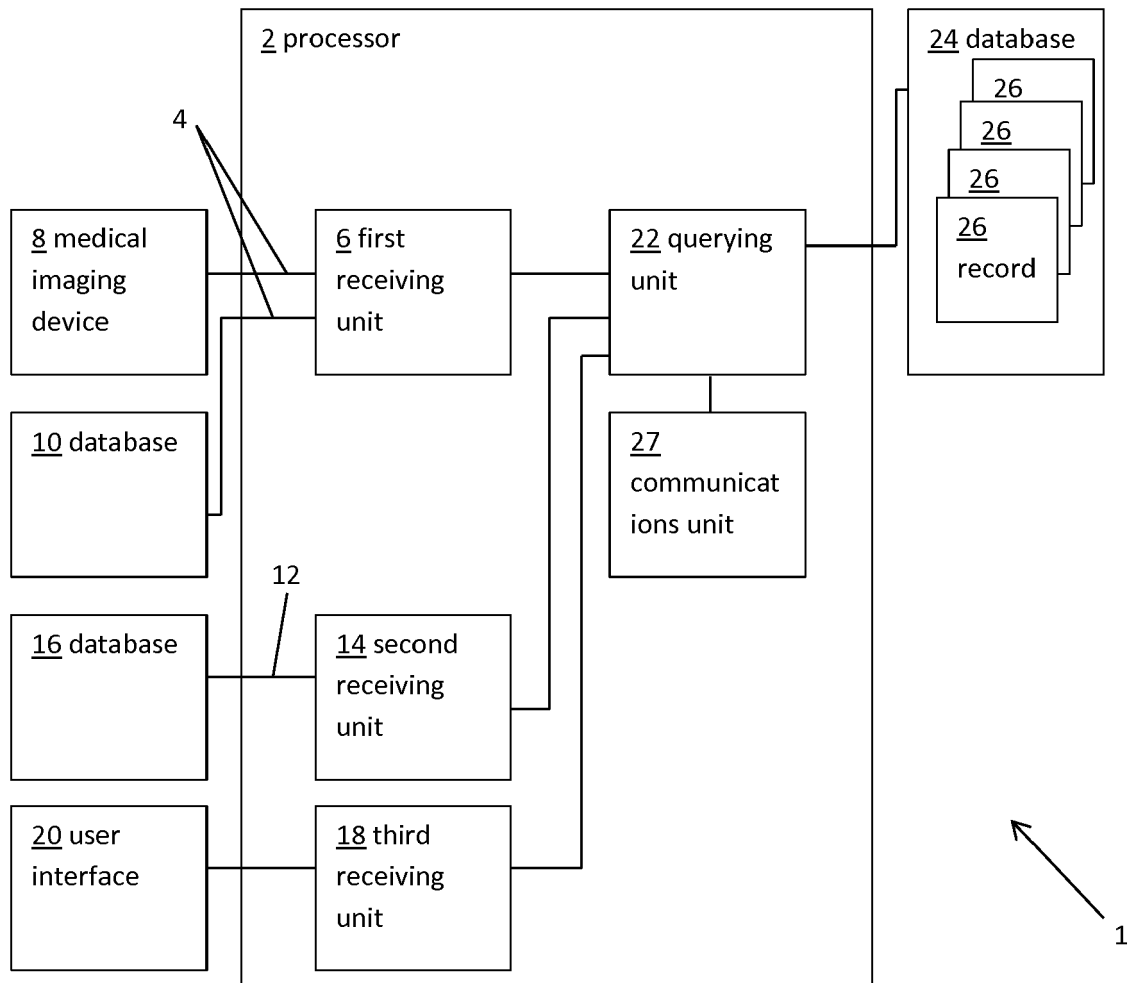 2 processor
24 database
26
26
26
26
record
4
8 medical
imaging
device
6 first
receiving
unit
22 querying
unit
10 database
27
communicat
ions unit
12
16 database
14 second
receiving
unit
20 user
interface
18 third
receiving
unit
1